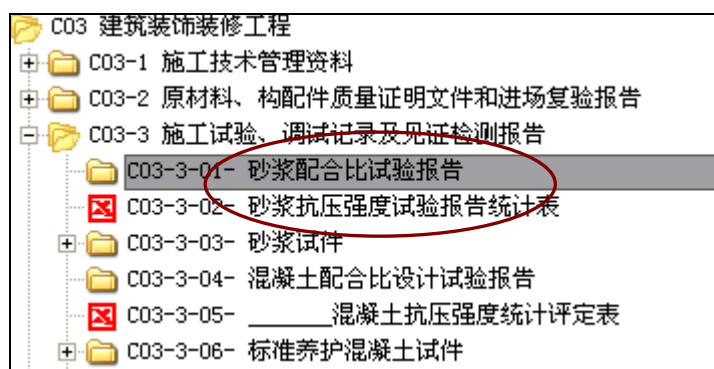 C03 建筑装饰装修工程
C03-1 施工技术管理资料
C03-2 原材料、构配件质量证明文件和进场复验报告
C03-3 施工试验、调试记录及见证检测报告
C03-3-01- 砂浆配合比试验报告
C03-3-02- 砂浆抗压强度试验报告统计表
C03-3-03- 砂浆试件
C03-3-04- 混凝土配合比设计试验报告
C03-3-05- _______混凝土抗压强度统计评定表
C03-3-06- 标准养护混凝土试件